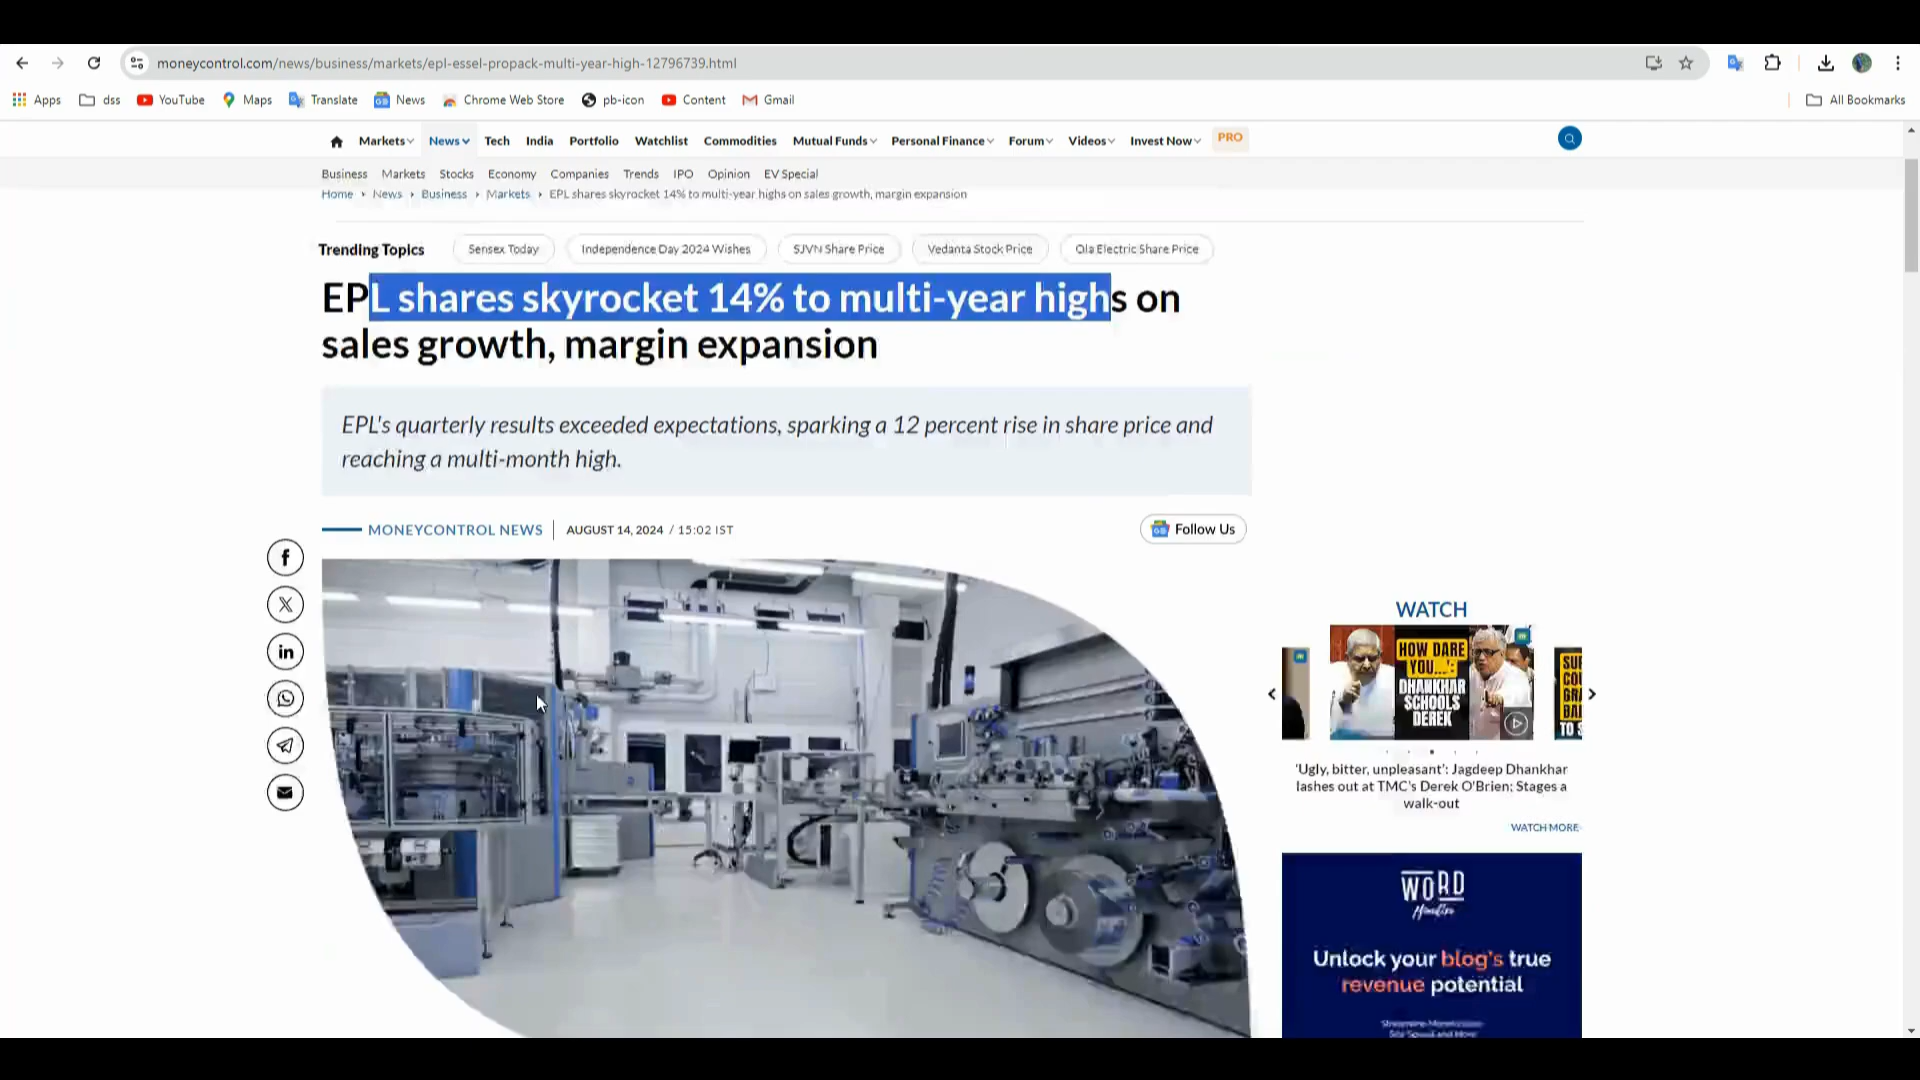 moneycontrol.com/news/business/markets/epl-essel-propack-multi-year-high-12796739.html
Apps dss YouTube Maps Translate News Chrome Web Store pb-icon Content Gmail All Bookmarks
Markets News Tech India Portfolio Watchlist Commodities Mutual Funds Personal Finance Forum Videos Invest Now PRO
Business Markets Stocks Economy Companies Trends IPO Opinion EV Special
Home News Business Markets EPL shares skyrocket 14% to multi-year highs on sales growth, margin expansion
Trending Topics Sensex Today Independence Day 2024 Wishes SJVN Share Price Vedanta Stock Price Ola Electric Share Price
EPL shares skyrocket 14% to multi-year highs on
sales growth, margin expansion
EPL's quarterly results exceeded expectations, sparking a 12 percent rise in share price and
reaching a multi-month high.
MONEYCONTROL NEWS AUGUST 14, 2024 / 15:02 IST
Follow Us
WATCH
HOW DARE
YOU...':
DHANKHAR
SCHOOLS
DEREK
'Ugly, bitter, unpleasant': Jagdeep Dhankhar
lashes out at TMC's Derek O'Brien; Stages a
walk-out
WATCH MORE
WORD
Unlock your blog's true
revenue potential